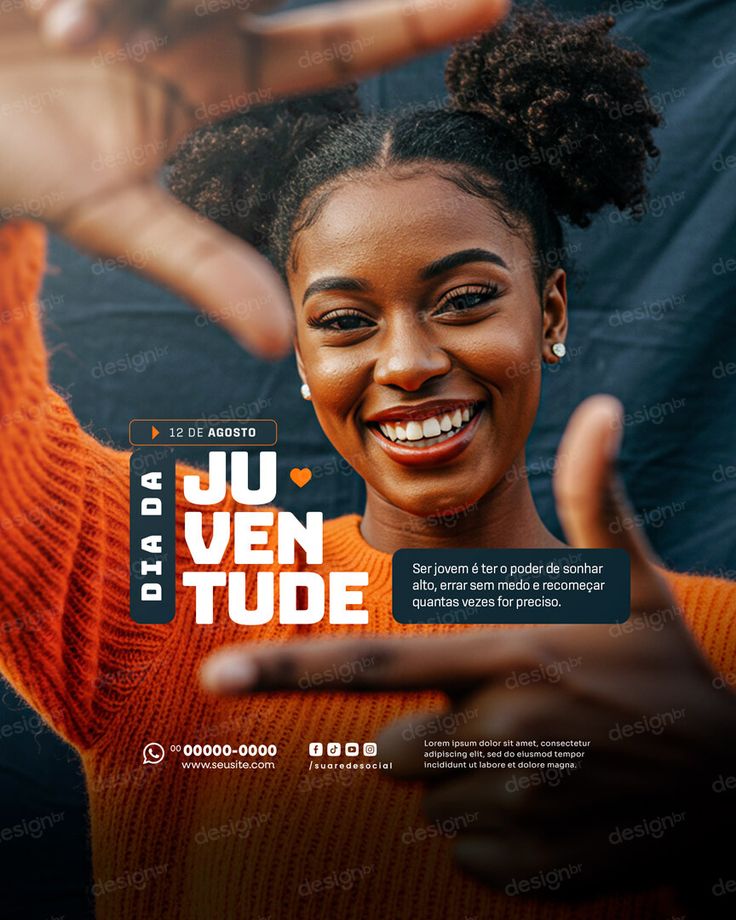 12 DE AGOSTO
DIA DA
JU
VEN
TUDE
Ser jovem é ter o poder de sonhar
alto, errar sem medo e recomeçar
quantas vezes for preciso.
00 00000-0000
www.seusite.com
/suaredesocial
Lorem ipsum dolor sit amet, consectetur
adipiscing elit, sed do eiusmod tempor
incididunt ut labore et dolore magna.
designbr